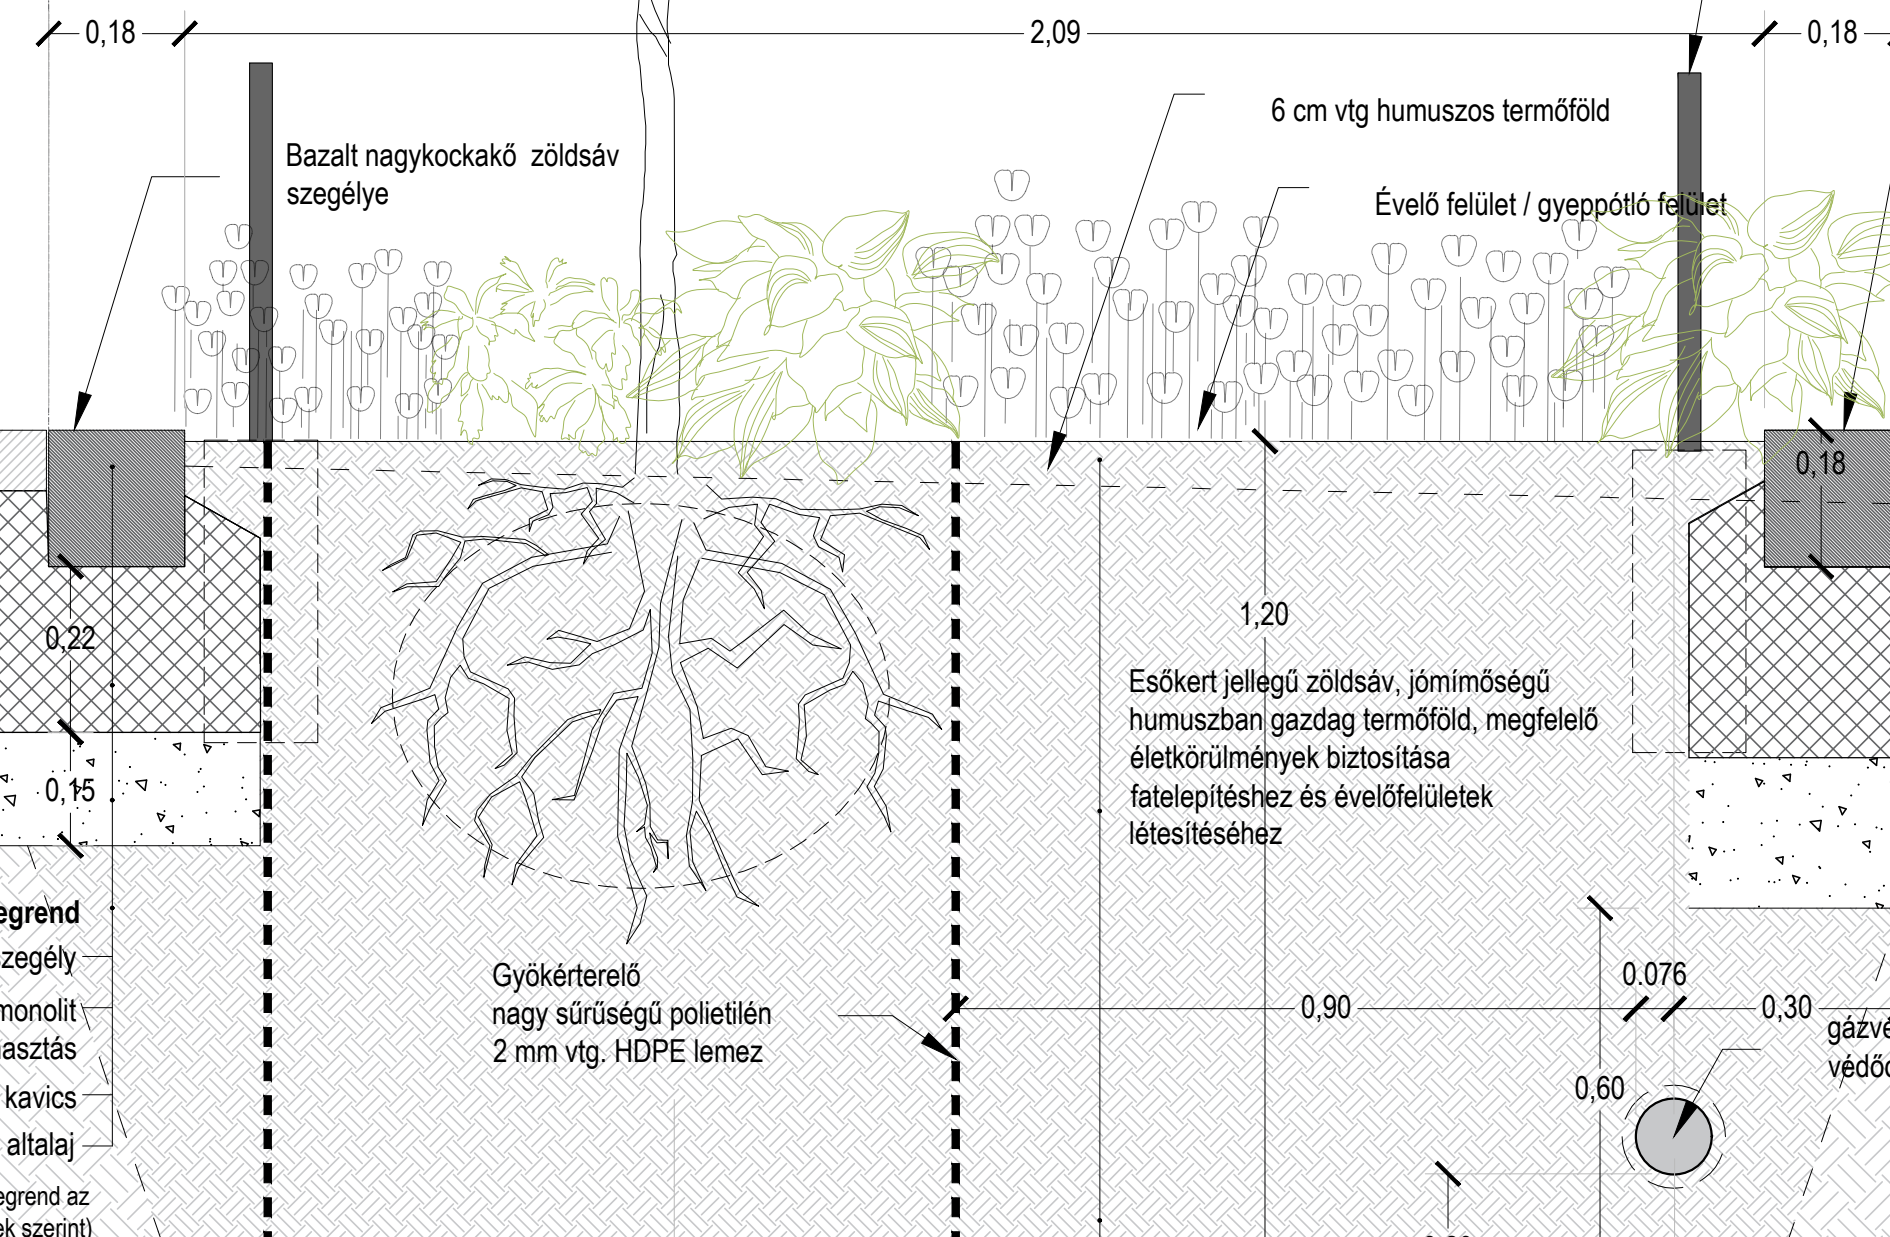 0,18
2,09
0,18
6 cm vtg humuszos termőföld
Bazalt nagykockakő zöldsáv
szegélye
Évelő felület / gyeppótló felület
0,18
0,22
1,20
Esőkert jellegű zöldsáv, jómímőségű
humuszban gazdag termőföld, megfelelő
életkörülmények biztosítása
fatelepítéshez és évelőfelületek
létesítéséhez
0,15
egrend
zegély
monolit
asztás
kavics
altalaj
egrend az
ek szerint)
Gyökérterelő
nagy sűrűségű polietilén
2 mm vtg. HDPE lemez
0.076
0,90
0,30
gázvé
védőc
0,60